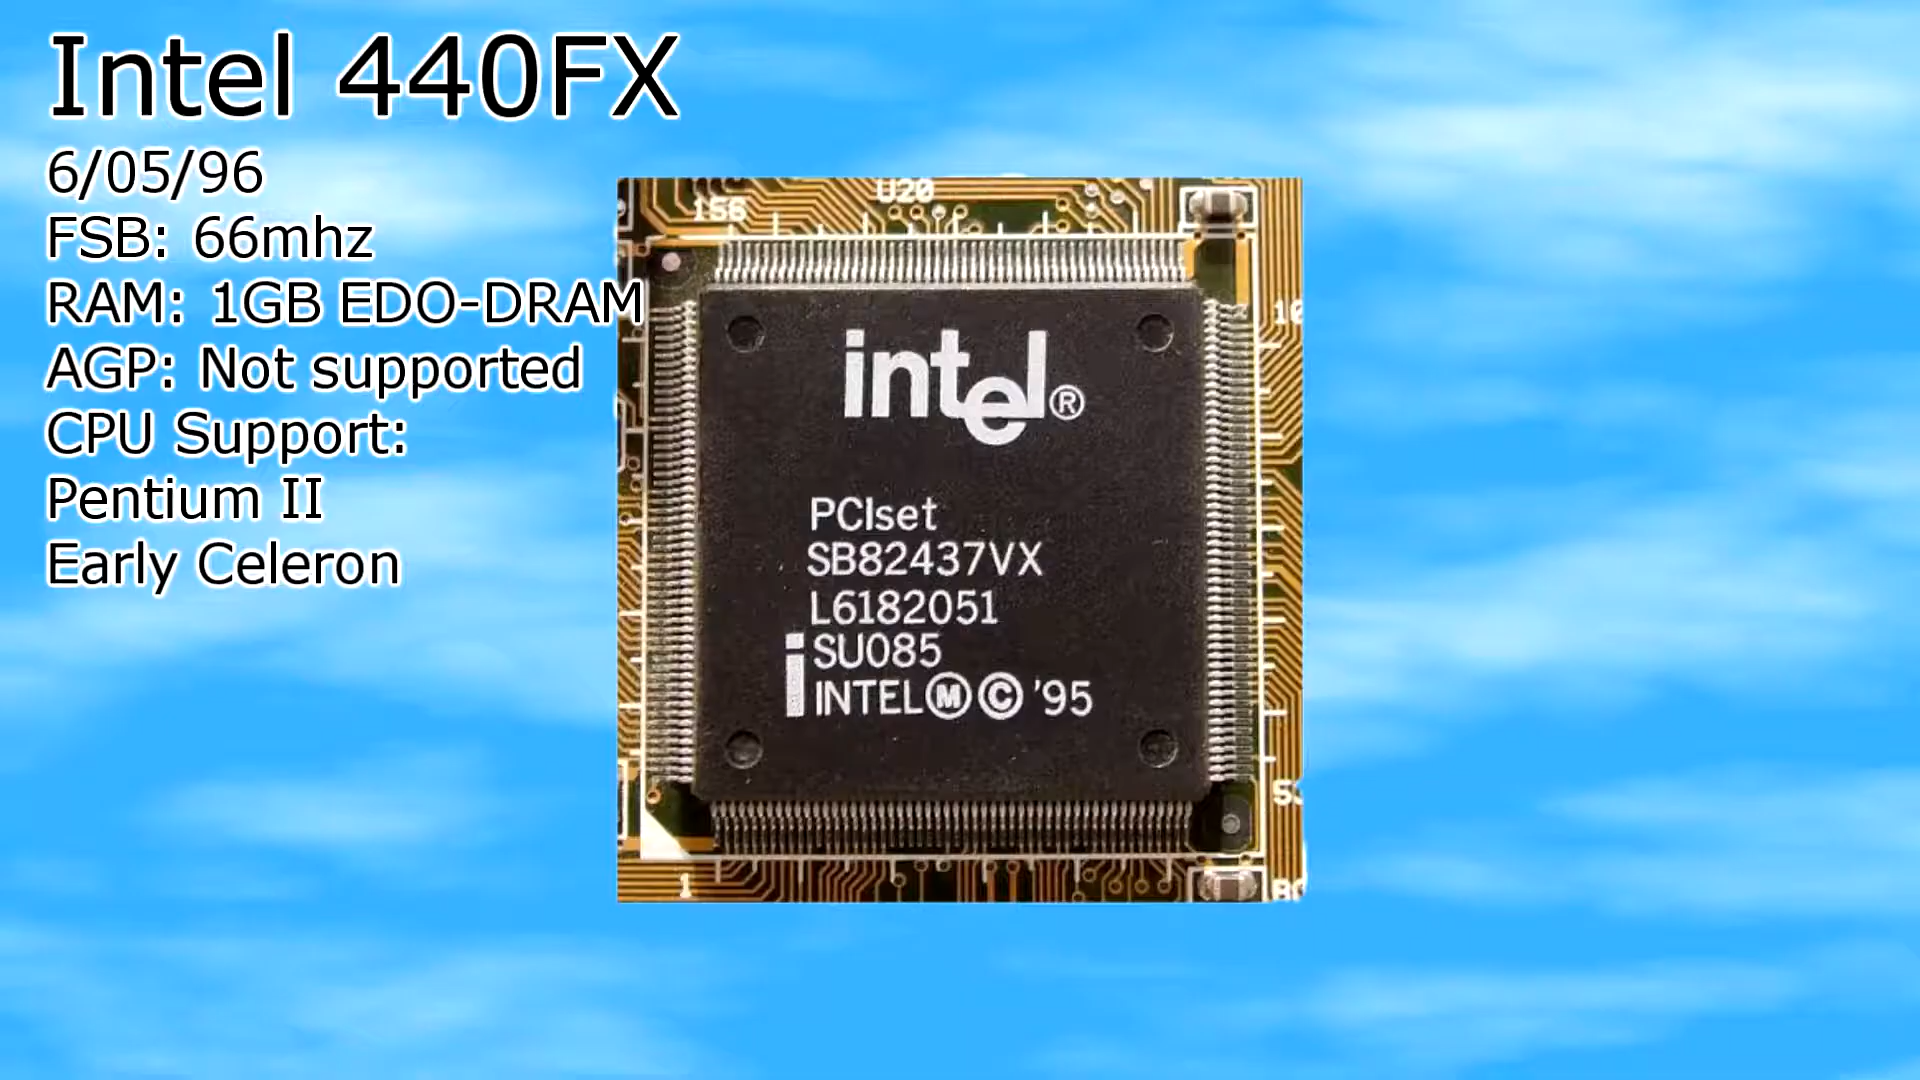 Intel 440FX
6/05/96
FSB: 66mhz
RAM: 1GB EDO-DRAM
AGP: Not supported
CPU Support:
Pentium II
Early Celeron
156
U20
intel®
PCIset
SB82437VX
L6182051
i SU085
INTEL Ⓜ © '95
1